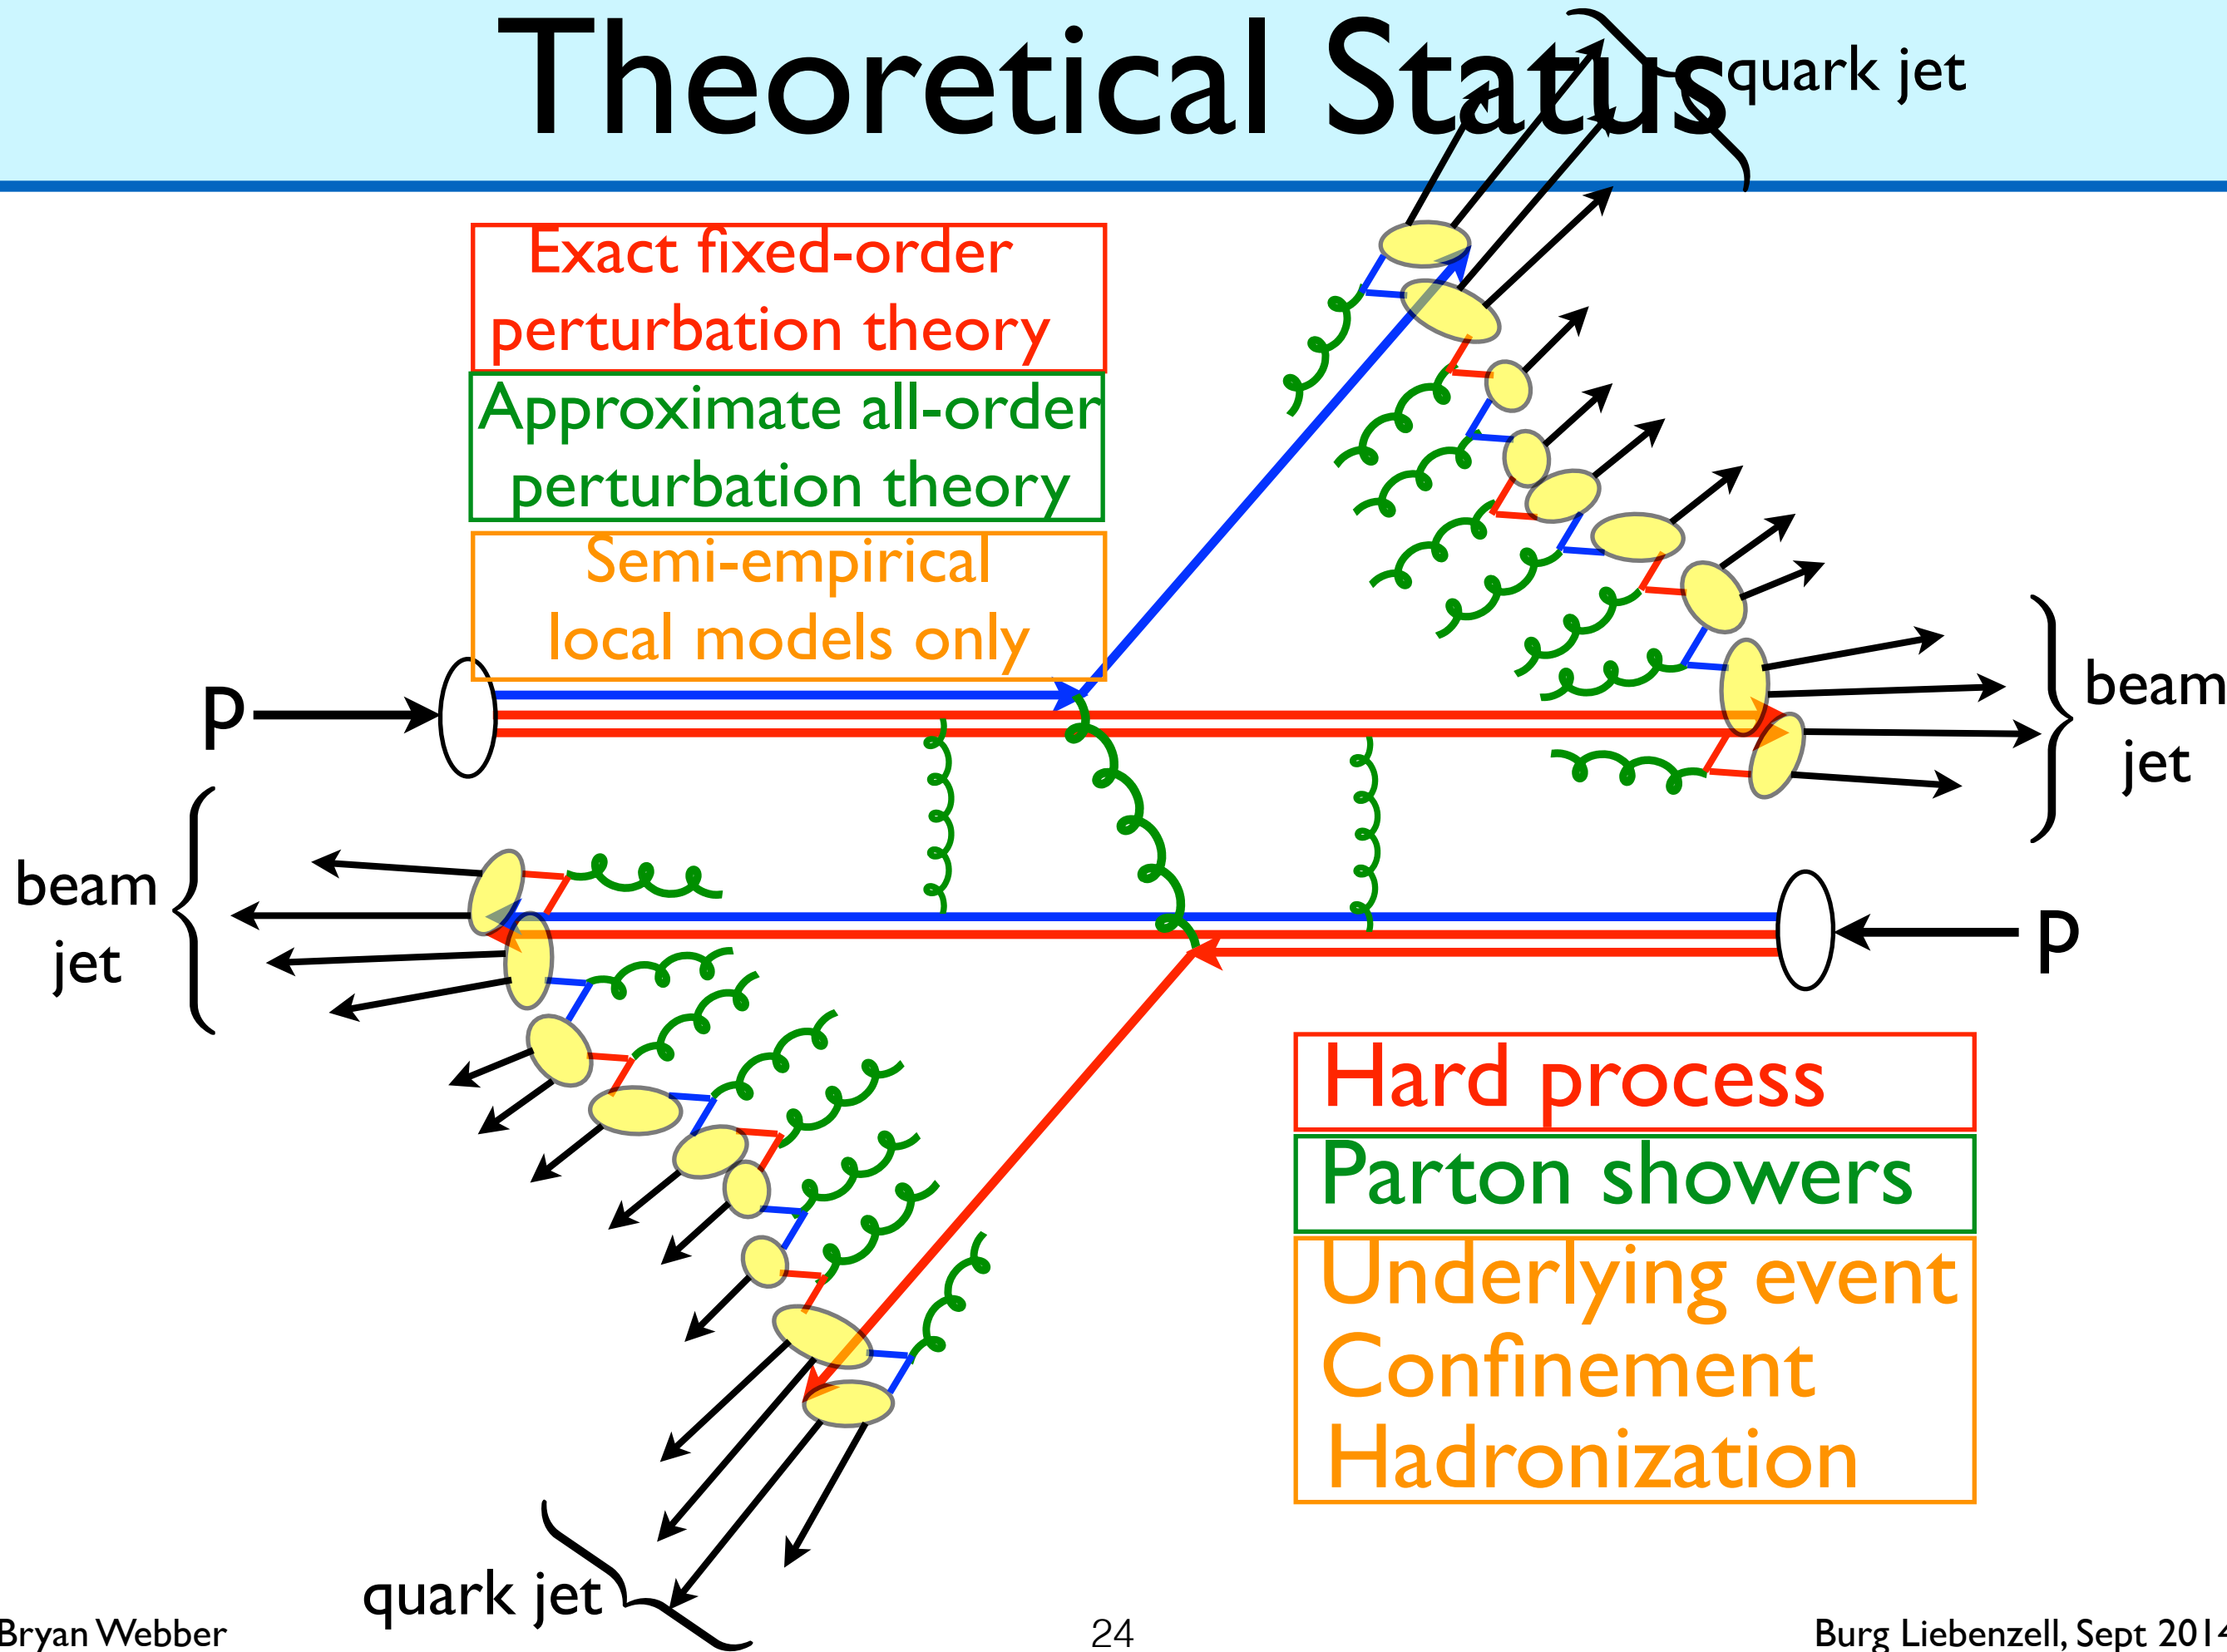 Theoretical Status
quark jet
Exact fixed-order
perturbation theory
Approximate all-order
perturbation theory
Semi-empirical
local models only
p
beam
jet
beam
jet
p
Hard process
Parton showers
Underlying event
Confinement
Hadronization
quark jet
Bryan Webber
24
Burg Liebenzell, Sept 2014